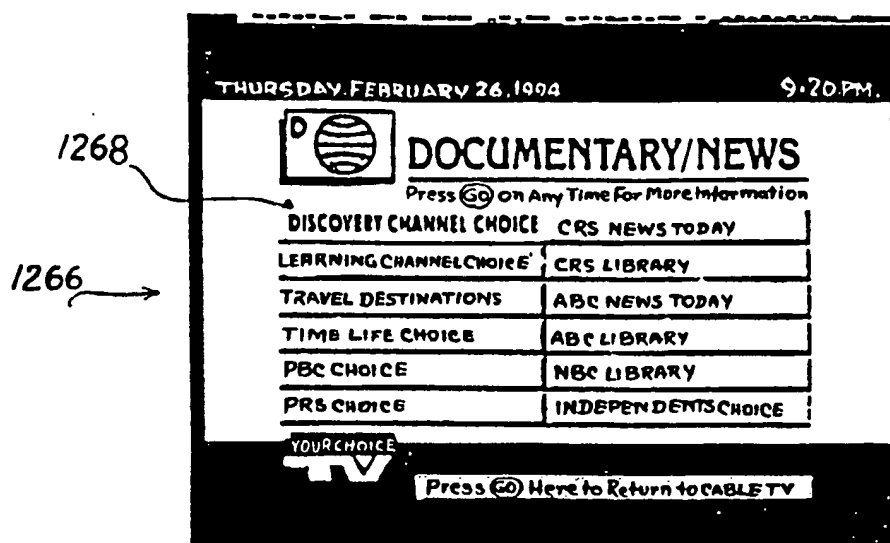 THURSDAY, FEBRUARY 26, 1994 9:20 P.M.
D
1268
DOCUMENTARY/NEWS
Press GO on Any Time For More Information
DISCOVERY CHANNEL CHOICE CRS NEWS TODAY
LEARNING CHANNEL CHOICE CRS LIBRARY
1266
TRAVEL DESTINATIONS ABC NEWS TODAY
TIME LIFE CHOICE ABC LIBRARY
PBC CHOICE NBC LIBRARY
PRS CHOICE INDEPENDENTS CHOICE
YOUR CHOICE
TV
Press GO Here to Return to CABLE TV